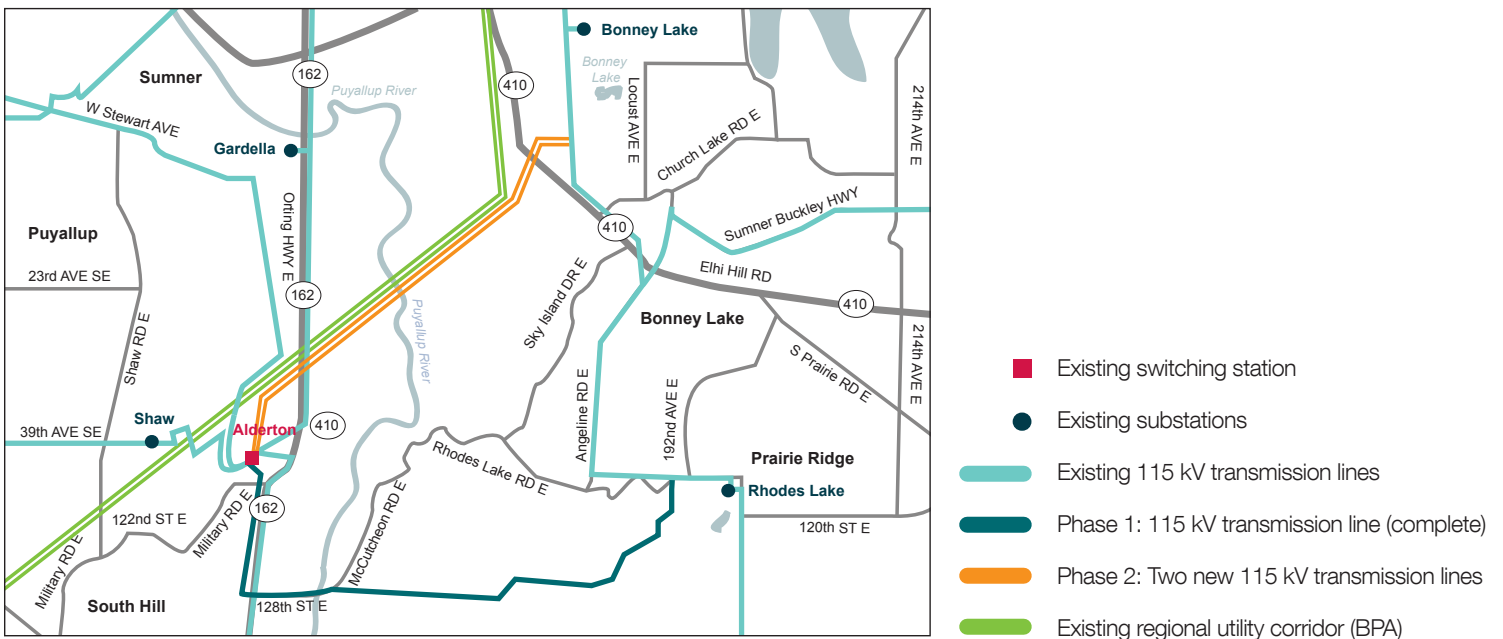 Bonney Lake
Sumner
162
410
Puyallup River
Bonney
Lake
W Stewart AVE
Locust AVE E
214th AVE E
Gardella
Church Lake RD E
Orting HWY E
Puyallup
Sumner Buckley HWY
410
23rd AVE SE
Elhi Hill RD
162
410
Sky Island DR E
Bonney Lake
Puyallup River
Shaw RD E
S Prairie RD E
214th AVE E
Shaw
Alderton
410
39th AVE SE
Angeline RD E
192nd AVE E
Rhodes Lake RD E
Prairie Ridge
Rhodes Lake
162
Military RD E
122nd ST E
McCutcheon RD E
120th ST E
Military RD E
South Hill
128th ST E
Existing switching station
Existing substations
Existing 115 kV transmission lines
Phase 1: 115 kV transmission line (complete)
Phase 2: Two new 115 kV transmission lines
Existing regional utility corridor (BPA)